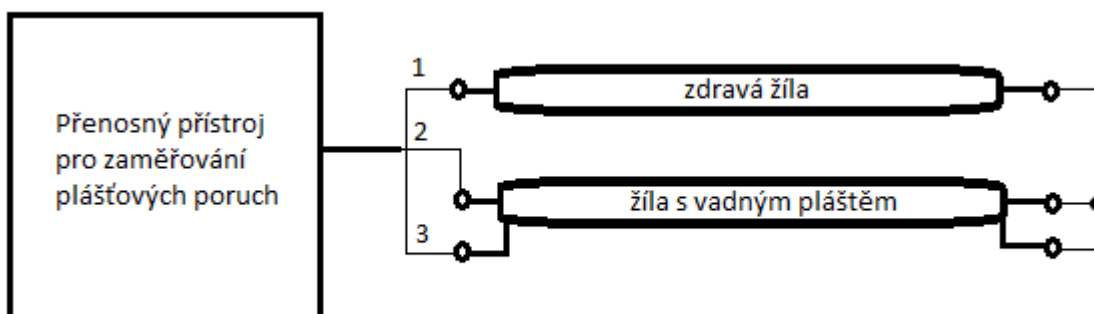 Přenosný přístroj
pro zaměřování
plášťových poruch
1
zdravá žíla
2
žíla s vadným pláštěm
3